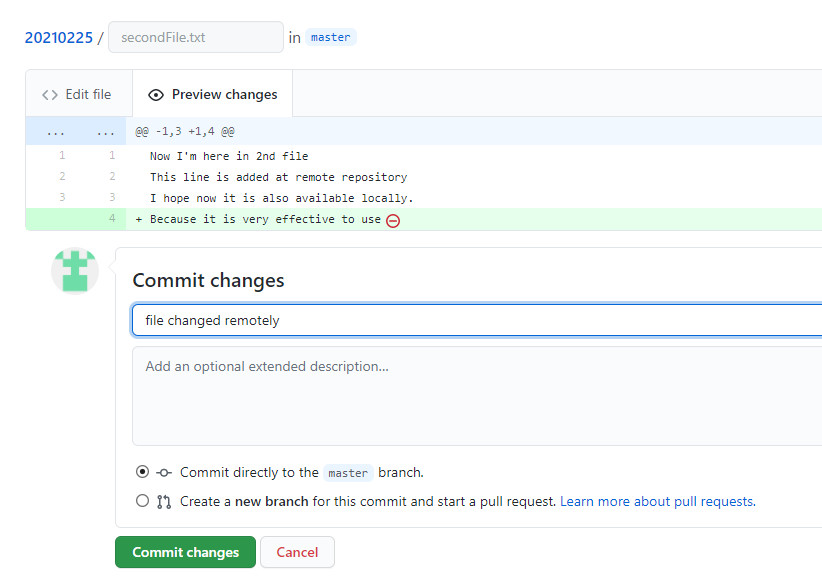 20210225 / secondFile.txt in master
Edit file Preview changes
... ... @@ -1,3 +1,4 @@
1 1 Now I'm here in 2nd file
2 2 This line is added at remote repository
3 3 I hope now it is also available locally.
4 + Because it is very effective to use
Commit changes
file changed remotely
Add an optional extended description...
Commit directly to the master branch.
Create a new branch for this commit and start a pull request. Learn more about pull requests.
Commit changes Cancel